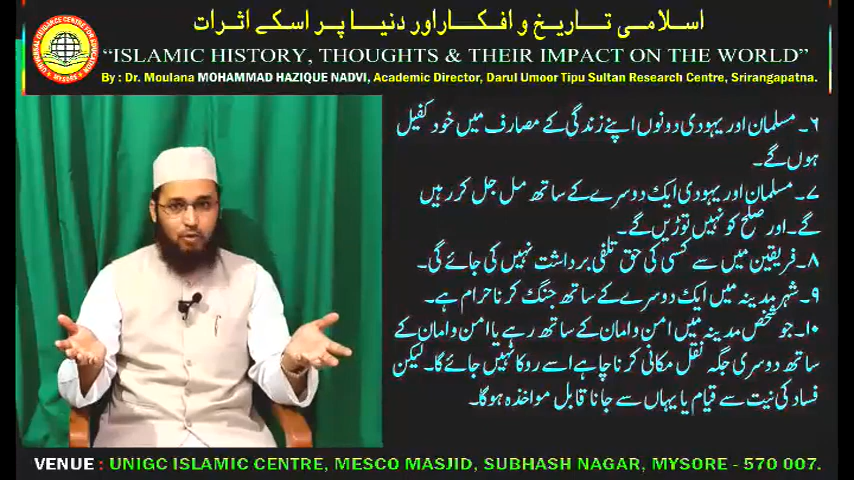 اسلامی تاریخ و افکار اور دنیا پر اسکے اثرات
“ISLAMIC HISTORY, THOUGHTS & THEIR IMPACT ON THE WORLD”
By : Dr. Moulana MOHAMMAD HAZIQUE NADVI, Academic Director, Darul Umoor Tipu Sultan Research Centre, Srirangapatna.
UNIVERSAL GUIDANCE CENTRE FOR EDUCATION MYSORE
۶۔ مسلمان اور یہودی دونوں اپنے زندگی کے مصارف میں خود کفیل
ہوں گے۔
۷۔ مسلمان اور یہودی ایک دوسرے کے ساتھ مل جل کر رہیں
گے۔ اور صلح کو نہیں توڑیں گے۔
۸۔ فریقین میں سے کسی کی حق تلفی برداشت نہیں کی جائے گی۔
۹۔ شہر مدینہ میں ایک دوسرے کے ساتھ جنگ کرنا حرام ہے۔
۱۰۔ جو شخص مدینہ میں امن وامان کے ساتھ رہے یا امن وامان کے
ساتھ دوسری جگہ نقل مکانی کرنا چاہے اسے روکا نہیں جائے گا۔ لیکن
فساد کی نیت سے قیام یا یہاں سے جانا قابل مواخذہ ہوگا۔
VENUE : UNIGC ISLAMIC CENTRE, MESCO MASJID, SUBHASH NAGAR, MYSORE - 570 007.